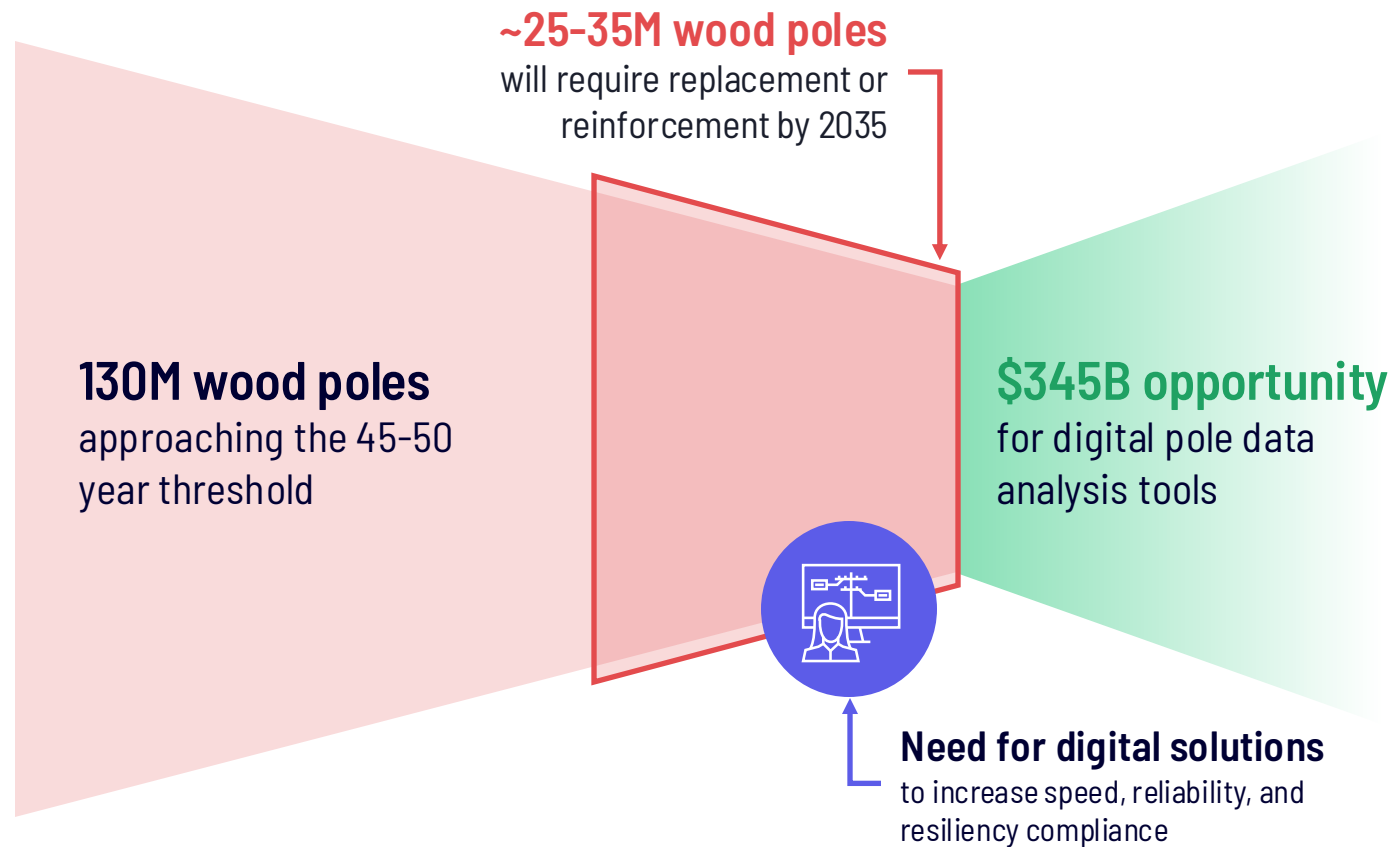 ~25-35M wood poles
will require replacement or
reinforcement by 2035
130M wood poles
approaching the 45-50
year threshold
$345B opportunity
for digital pole data
analysis tools
Need for digital solutions
to increase speed, reliability, and
resiliency compliance